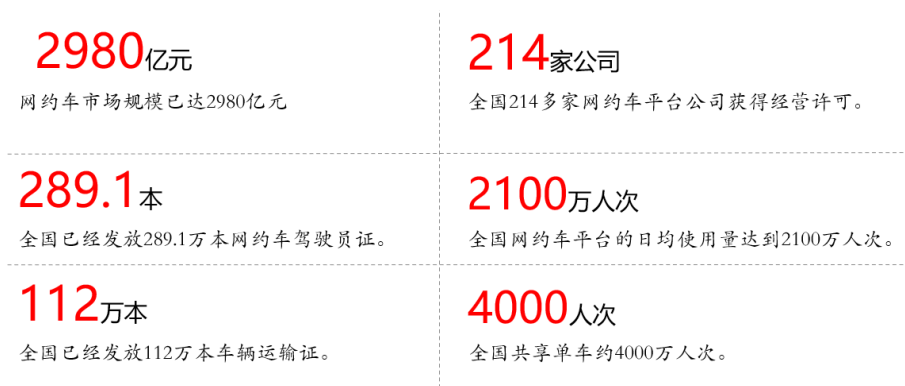 2980亿元
网约车市场规模已达2980亿元
214家公司
全国214多家网约车平台公司获得经营许可。
289.1本
全国已经发放289.1万本网约车驾驶员证。
2100万人次
全国网约车平台的日均使用量达到2100万人次。
112万本
全国已经发放112万本车辆运输证。
4000人次
全国共享单车约4000万人次。